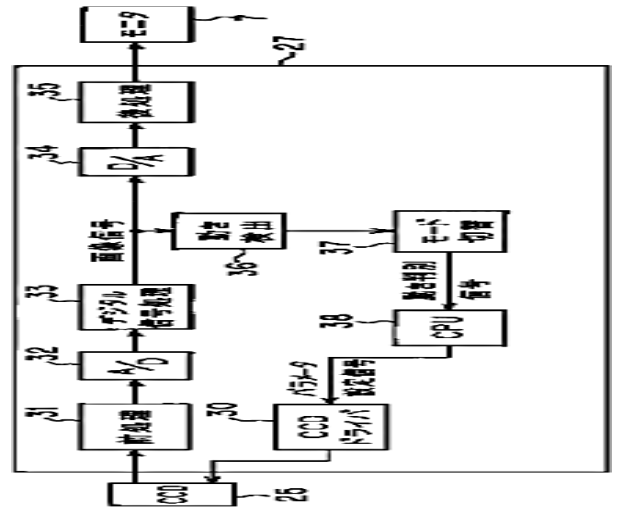 31
32
33
34
35
27
CCD
前処理
A/D
デジタル
信号処理
画像信号
D/A
後処理
モニタ
25
30
36
CCD
ドライバ
動き
検出
パラメータ
設定信号
38
37
CPU
動き判別
信号
モード
切替